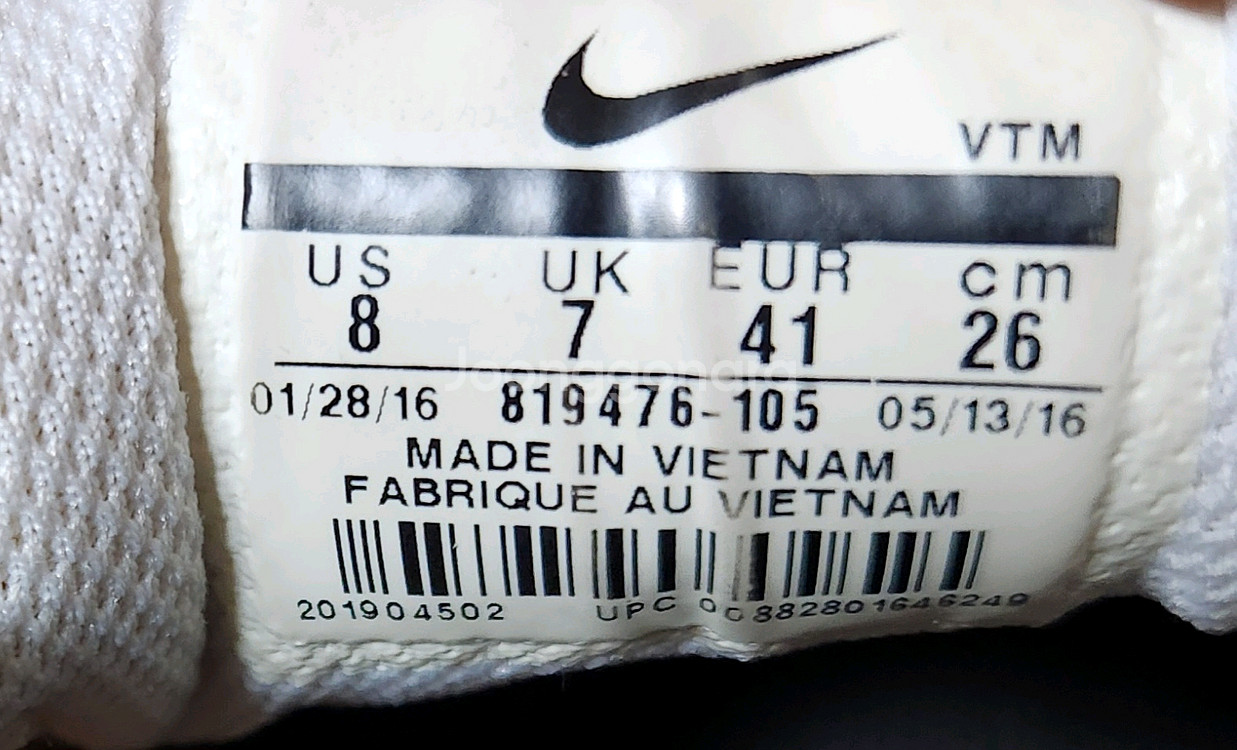 VTM
US UK EUR cm
8 7 41 26
Joonggonara
01/28/16 819476-105 05/13/16
MADE IN VIETNAM
FABRIQUE AU VIETNAM
201904502 UPC 00882801646249